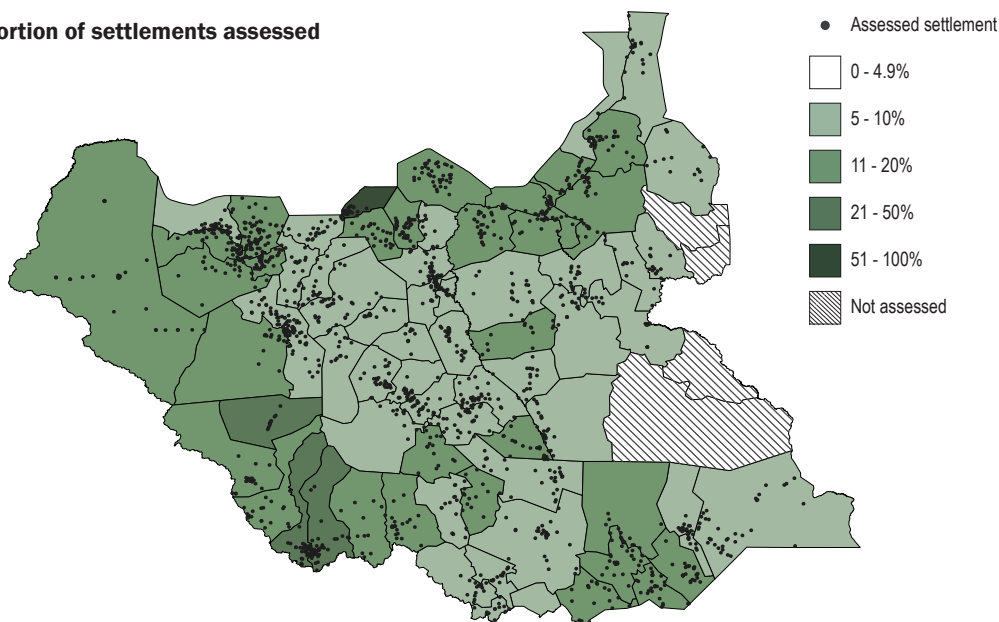 ortion of settlements assessed
Assessed settlement
0 - 4.9%
5 - 10%
11 - 20%
21 - 50%
51 - 100%
Not assessed